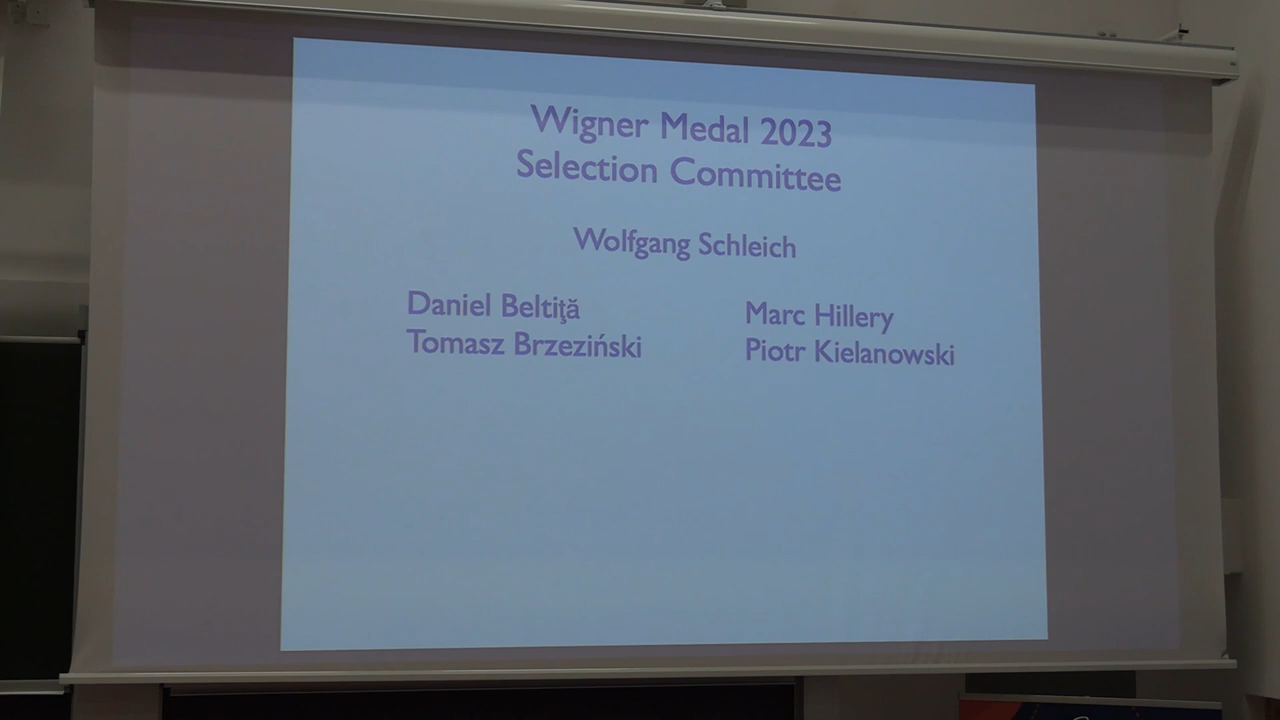 Wigner Medal 2023
Selection Committee
Wolfgang Schleich
Daniel Beltiţă
Tomasz Brzeziński
Marc Hillery
Piotr Kielanowski